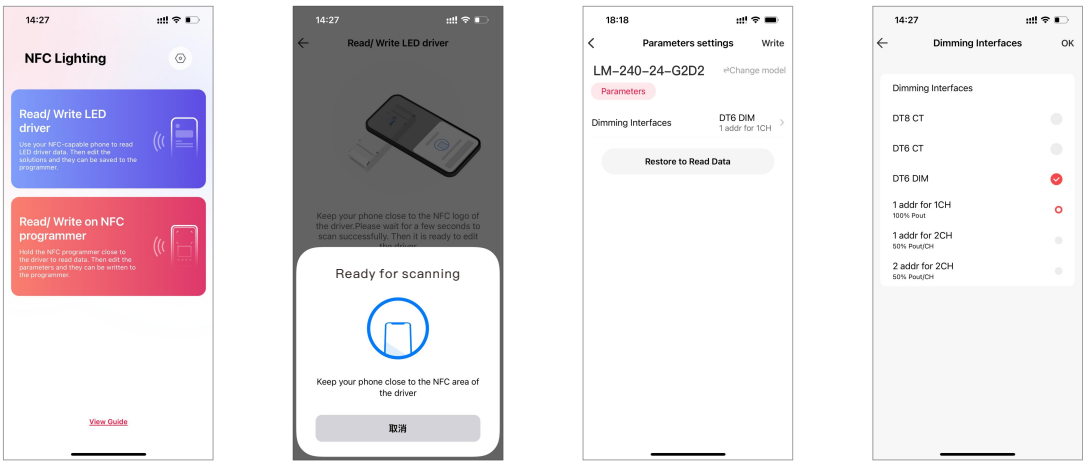 14:27
NFC Lighting
Read/ Write LED
driver
Use your NFC-capable phone to read
LED driver data. Then edit the
solutions and they can be saved to the
programmer.
Read/ Write on NFC
programmer
Hold the NFC programmer close to
the driver to read data. Then edit the
parameters and they can be written to
the programmer.
View Guide
14:27
Read/ Write LED driver
Keep your phone close to the NFC logo of
the driver.Please wait for a few seconds to
scan successfully. Then it is ready to edit
the driver
Ready for scanning
Keep your phone close to the NFC area of
the driver
取消
18:18
Parameters settings Write
LM-240-24-G2D2 ⇌Change model
Parameters
Dimming Interfaces DT6 DIM
1 addr for 1CH
Restore to Read Data
14:27
Dimming Interfaces OK
Dimming Interfaces
DT8 CT
DT6 CT
DT6 DIM
1 addr for 1CH
100% Pout
1 addr for 2CH
50% Pout/CH
2 addr for 2CH
50% Pout/CH